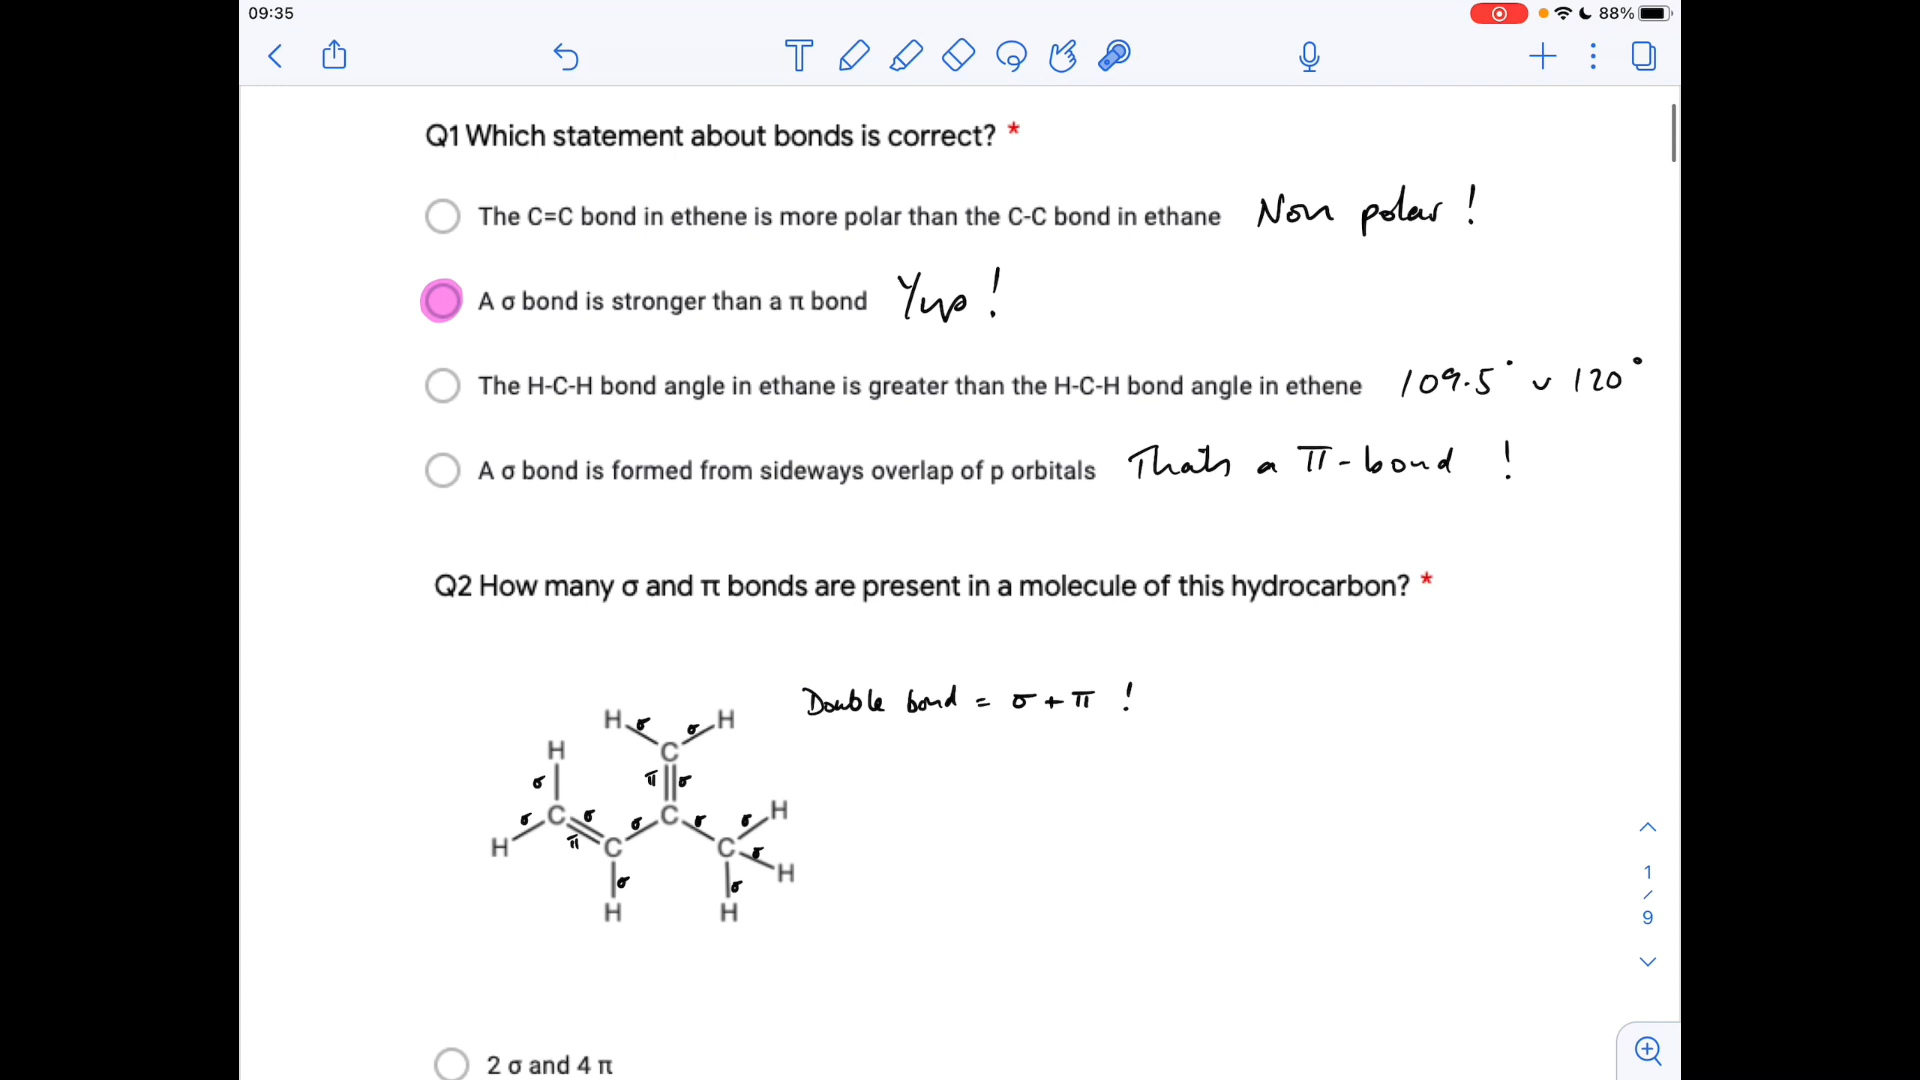 09:35
88%
T
Q1 Which statement about bonds is correct? *
The C=C bond in ethene is more polar than the C-C bond in ethane Non polar !
A σ bond is stronger than a π bond Yup !
The H-C-H bond angle in ethane is greater than the H-C-H bond angle in ethene 109.5° v 120°
A σ bond is formed from sideways overlap of p orbitals Thats a π-bond !
Q2 How many σ and π bonds are present in a molecule of this hydrocarbon? *
Double bond = σ + π !
H σ σ H
H C
σ π σ
σ C σ σ C σ σ H
H π C C σ
σ σ H
H H
1
/
9
2 σ and 4 π